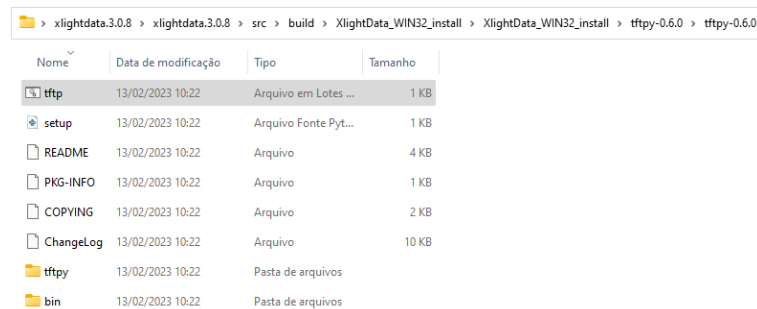 xlightdata.3.0.8 > xlightdata.3.0.8 > src > build > XlightData_WIN32_install > XlightData_WIN32_install > tftpy-0.6.0 > tftpy-0.6.0
Nome Data de modificação Tipo Tamanho
tftp 13/02/2023 10:22 Arquivo em Lotes ... 1 KB
setup 13/02/2023 10:22 Arquivo Fonte Pyt... 1 KB
README 13/02/2023 10:22 Arquivo 4 KB
PKG-INFO 13/02/2023 10:22 Arquivo 1 KB
COPYING 13/02/2023 10:22 Arquivo 2 KB
ChangeLog 13/02/2023 10:22 Arquivo 10 KB
tftpy 13/02/2023 10:22 Pasta de arquivos
bin 13/02/2023 10:22 Pasta de arquivos